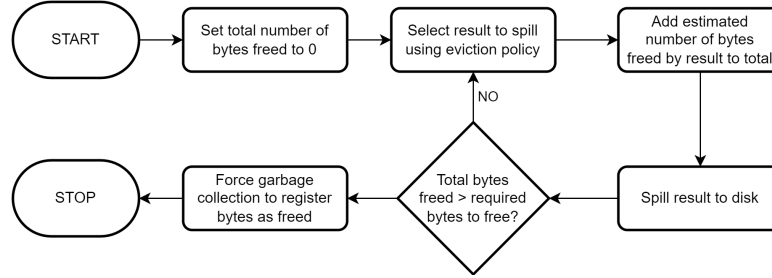 START
Set total number of
bytes freed to 0
Select result to spill
using eviction policy
Add estimated
number of bytes
freed by result to total
NO
STOP
Force garbage
collection to register
bytes as freed
Total bytes
freed > required
bytes to free?
Spill result to disk